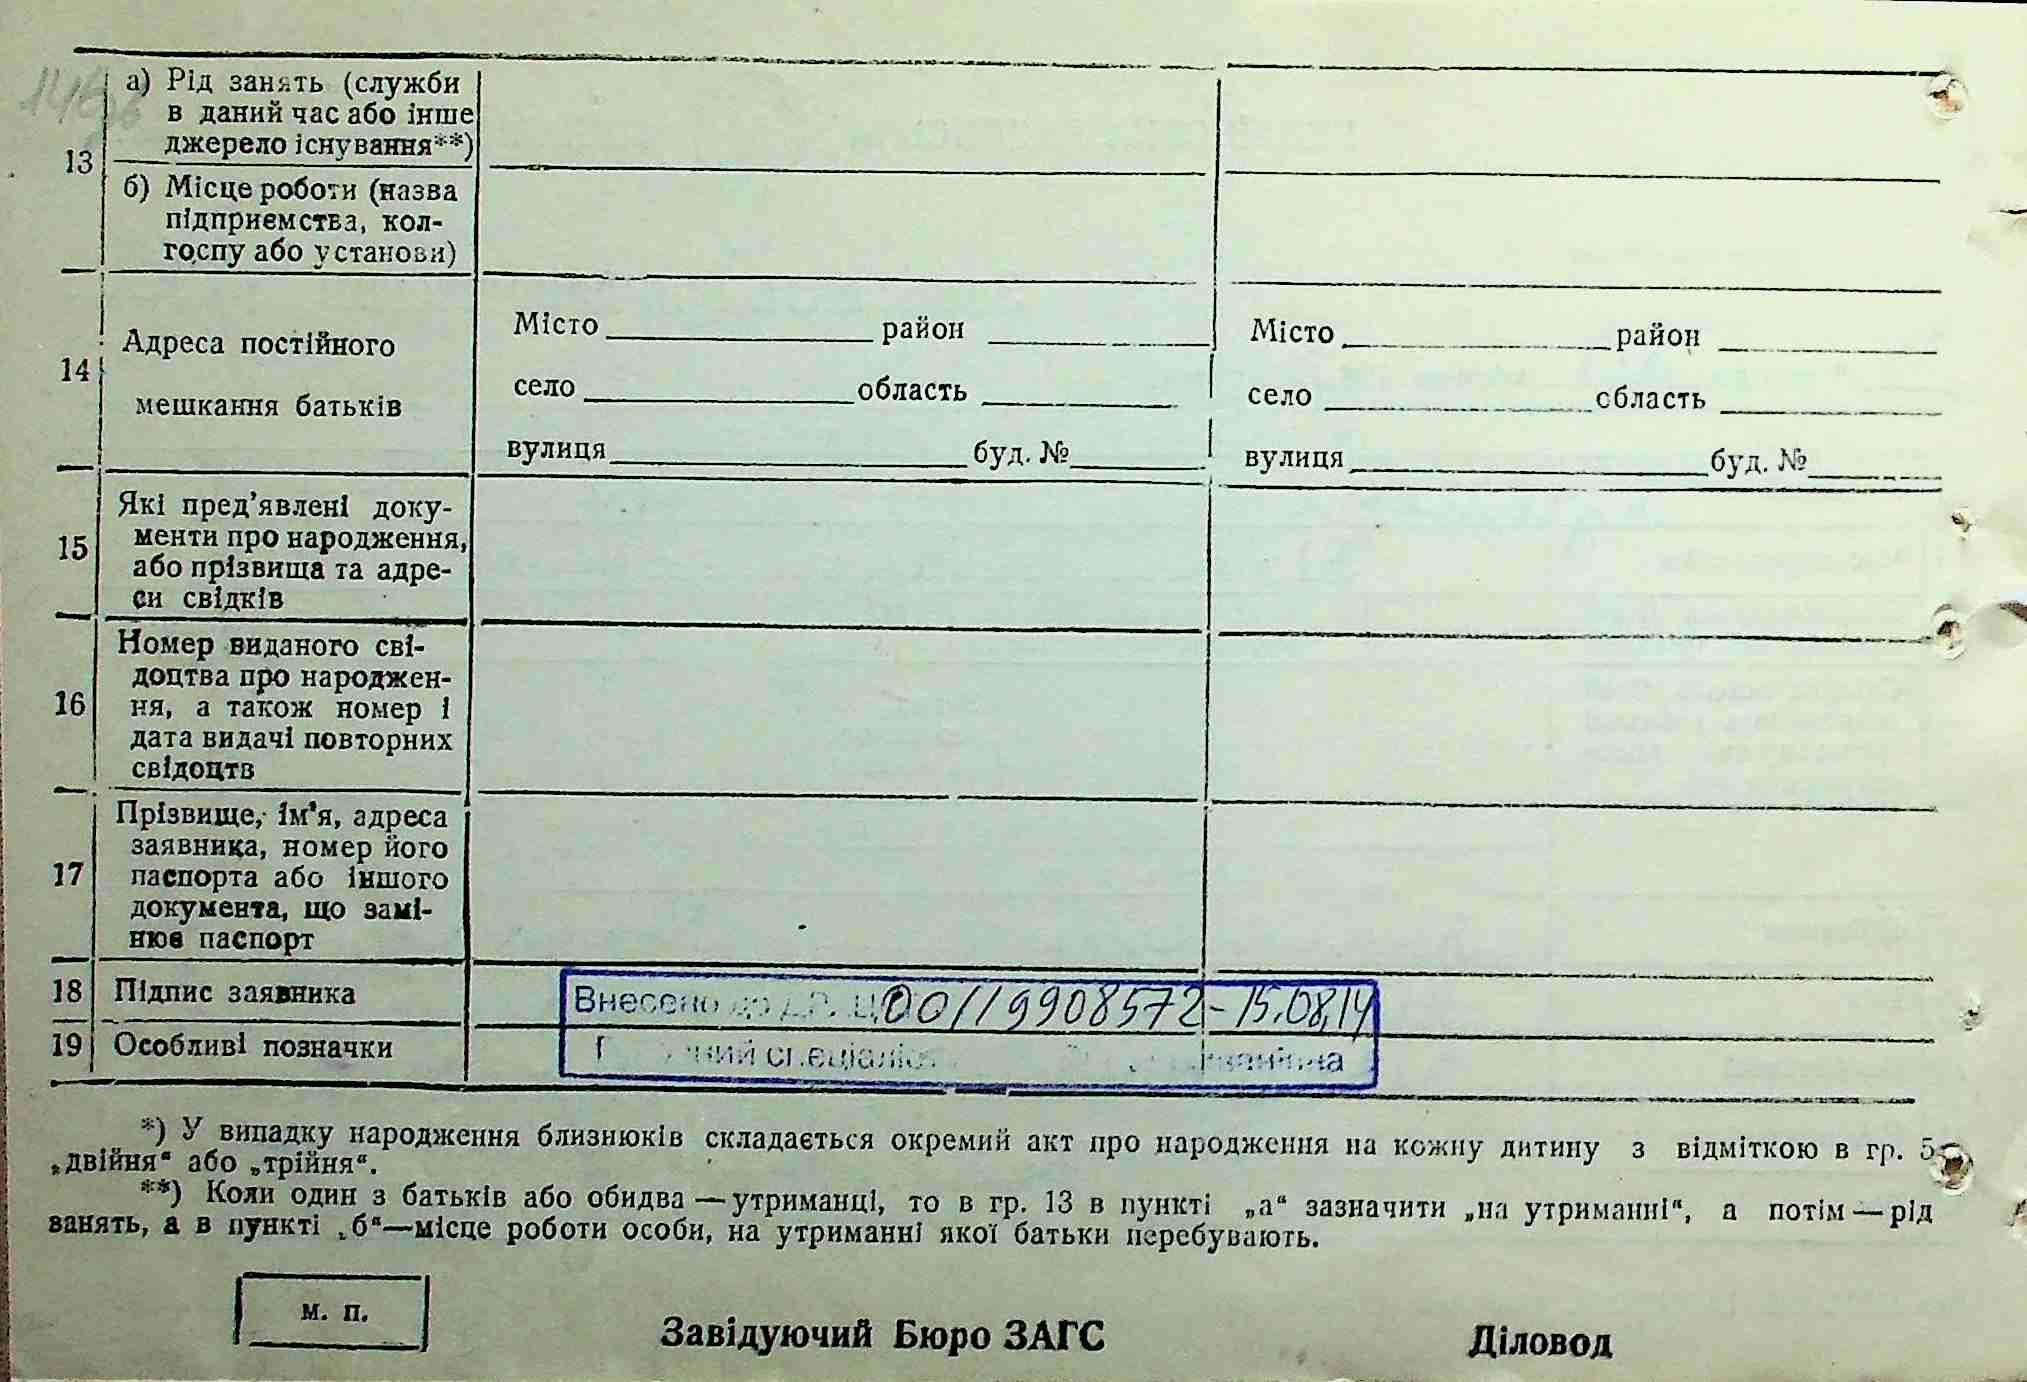 13
а) Рід занять (служби
в даний час або інше
джерело існування**)
б) Місце роботи (назва
підприємства, кол-
госпу або установи)
14
Адреса постійного
мешкання батьків
Місто район
село область
вулиця буд. №
Місто район
село область
вулиця буд. №
15
Які пред’явлені доку-
менти про народження,
або прізвища та адре-
си свідків
16
Номер виданого сві-
доцтва про народжен-
ня, а також номер і
дата видачі повторних
свідоцтв
17
Прізвище, ім’я, адреса
заявника, номер його
паспорта або іншого
документа, що замі-
нює паспорт
18 Підпис заявника
Внесено до 00119908572-15.08.14
19 Особливі позначки
спеціаліст
*) У випадку народження близнюків складається окремий акт про народження на кожну дитину з відміткою в гр. 5
„двійня“ або „трійня“.
**) Коли один з батьків або обидва — утриманці, то в гр. 13 в пункті „а“ зазначити „на утриманні“, а потім — рід
занять, а в пункті „б“—місце роботи особи, на утриманні якої батьки перебувають.
м. п.
Завідуючий Бюро ЗАГС
Діловод